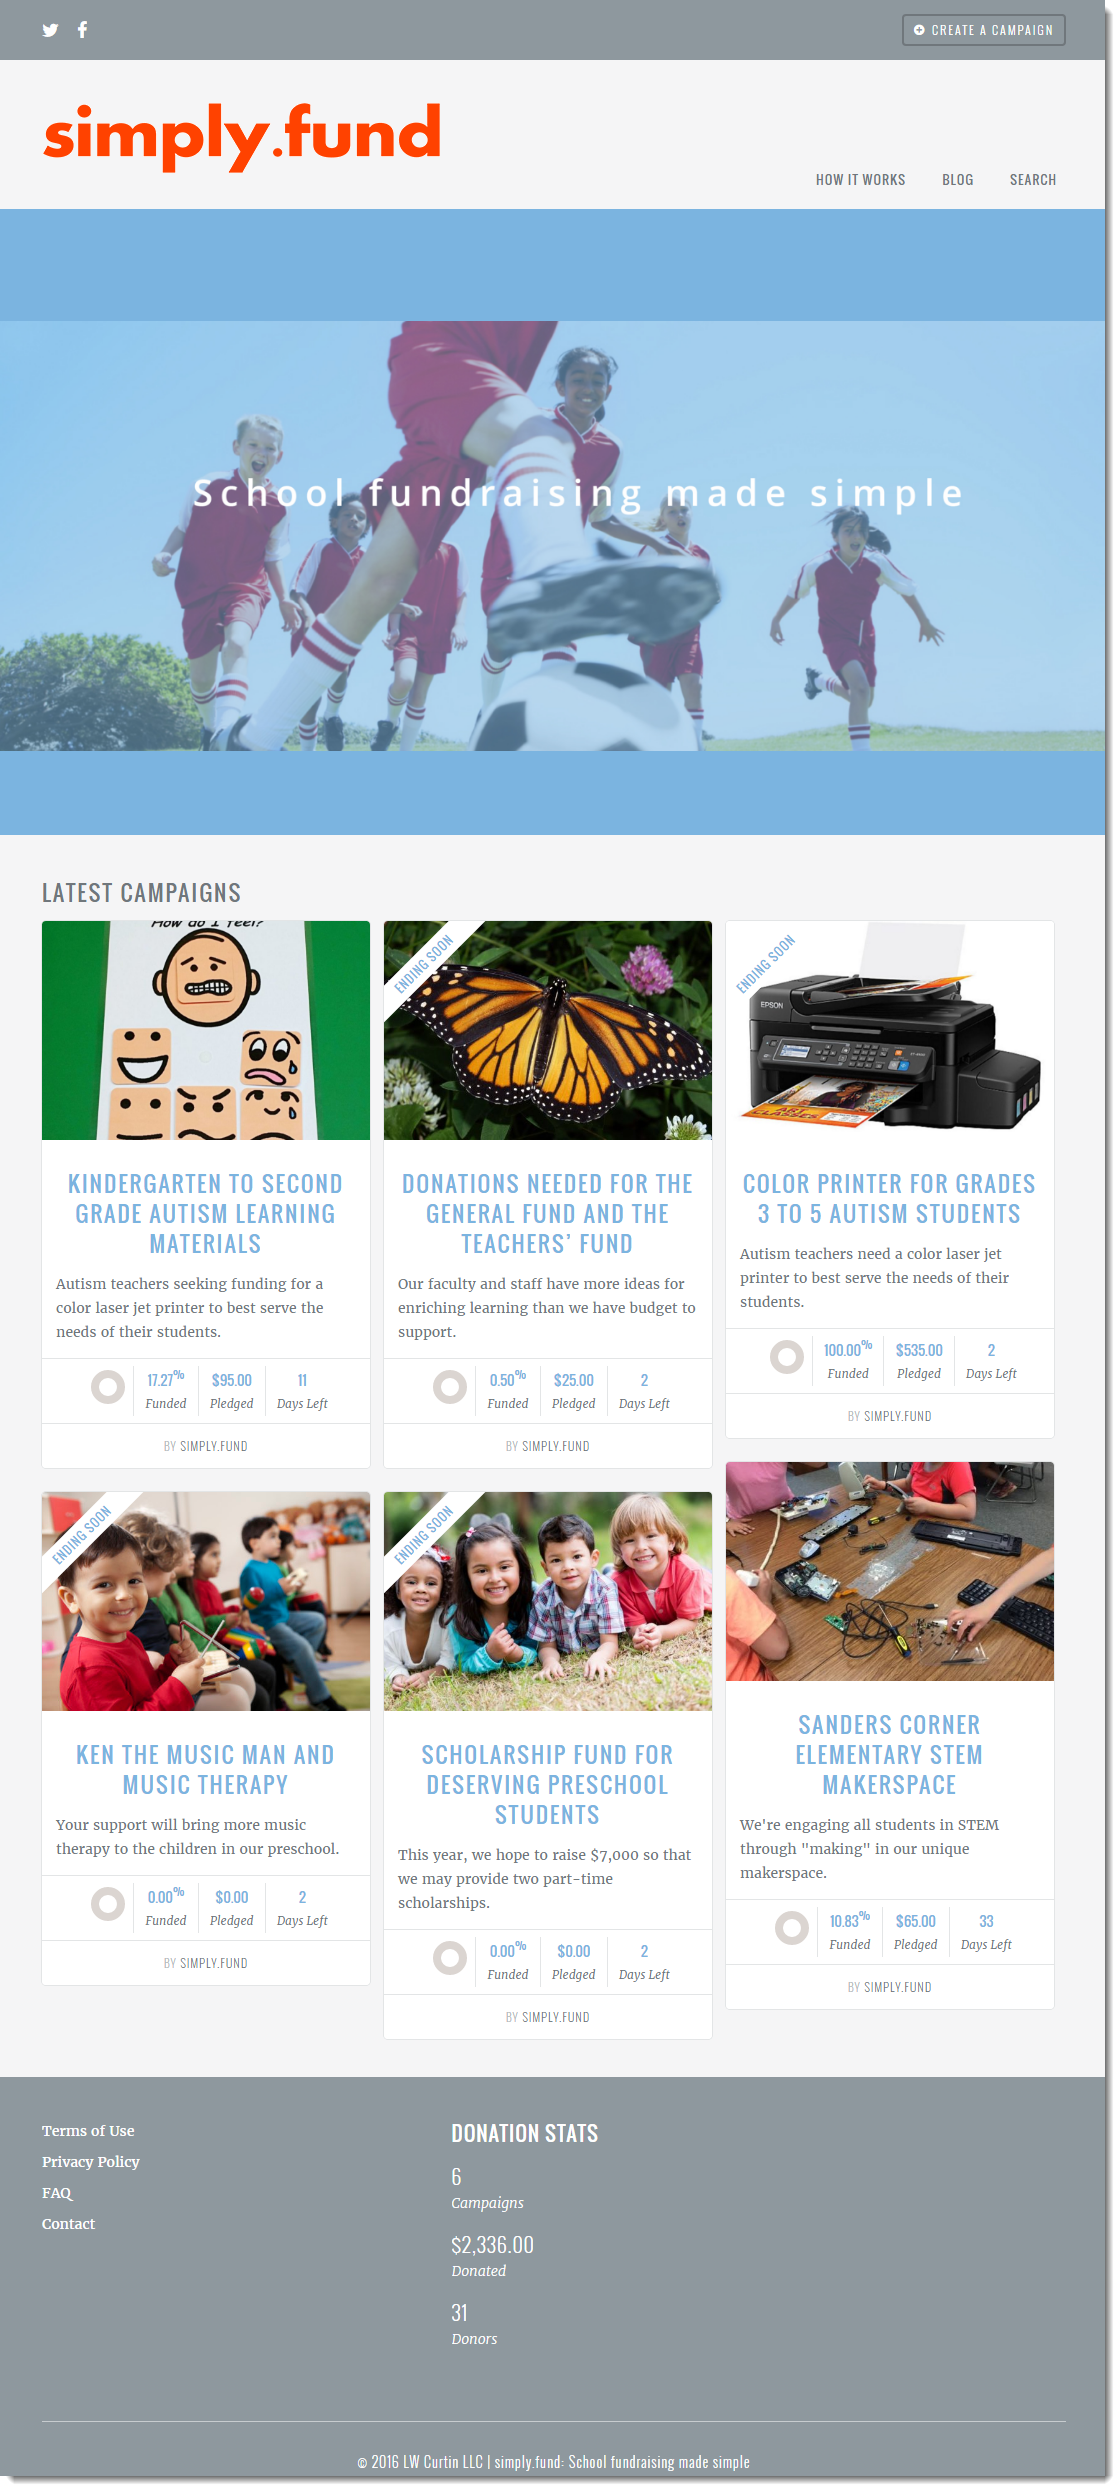 CREATE A CAMPAIGN
simply.fund
HOW IT WORKS BLOG SEARCH
School fundraising made simple
LATEST CAMPAIGNS
How do I feel?
KINDERGARTEN TO SECOND
GRADE AUTISM LEARNING
MATERIALS
Autism teachers seeking funding for a
color laser jet printer to best serve the
needs of their students.
17.27% $95.00 11
Funded Pledged Days Left
BY SIMPLY.FUND
ENDING SOON
DONATIONS NEEDED FOR THE
GENERAL FUND AND THE
TEACHERS’ FUND
Our faculty and staff have more ideas for
enriching learning than we have budget to
support.
0.50% $25.00 2
Funded Pledged Days Left
BY SIMPLY.FUND
ENDING SOON
EPSON
ART
CLASSES
COLOR PRINTER FOR GRADES
3 TO 5 AUTISM STUDENTS
Autism teachers need a color laser jet
printer to best serve the needs of their
students.
100.00% $535.00 2
Funded Pledged Days Left
BY SIMPLY.FUND
ENDING SOON
KEN THE MUSIC MAN AND
MUSIC THERAPY
Your support will bring more music
therapy to the children in our preschool.
0.00% $0.00 2
Funded Pledged Days Left
BY SIMPLY.FUND
ENDING SOON
SCHOLARSHIP FUND FOR
DESERVING PRESCHOOL
STUDENTS
This year, we hope to raise $7,000 so that
we may provide two part-time
scholarships.
0.00% $0.00 2
Funded Pledged Days Left
BY SIMPLY.FUND
SANDERS CORNER
ELEMENTARY STEM
MAKERSPACE
We're engaging all students in STEM
through "making" in our unique
makerspace.
10.83% $65.00 33
Funded Pledged Days Left
BY SIMPLY.FUND
Terms of Use
Privacy Policy
FAQ
Contact
DONATION STATS
6
Campaigns
$2,336.00
Donated
31
Donors
© 2016 LW Curtin LLC | simply.fund: School fundraising made simple